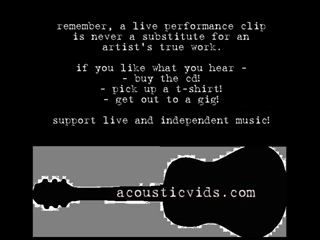 remember, a live performance clip
is never a substitute for an
artist's true work.
if you like what you hear -
- buy the cd!
- pick up a t-shirt!
- get out to a gig!
support live and independent music!
acousticvids.com